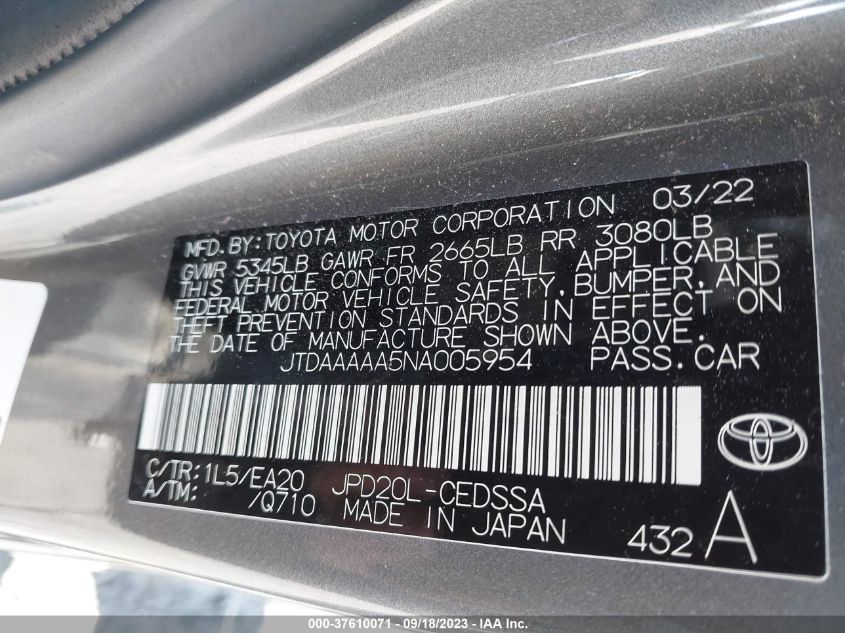 MFD. BY: TOYOTA MOTOR CORPORATION 03/22
GVWR 5345LB GAWR FR 2665LB RR 3080LB
THIS VEHICLE CONFORMS TO ALL APPLICABLE
FEDERAL MOTOR VEHICLE SAFETY, BUMPER, AND
THEFT PREVENTION STANDARDS IN EFFECT ON
THE DATE OF MANUFACTURE SHOWN ABOVE.
JTDAAAAA5NA005954 PASS. CAR
C/TR: 1L5/EA20 JPD20L-CEDSSA
A/TM: /Q710 MADE IN JAPAN 432 A
000-37610071 - 09/18/2023 - IAA Inc.